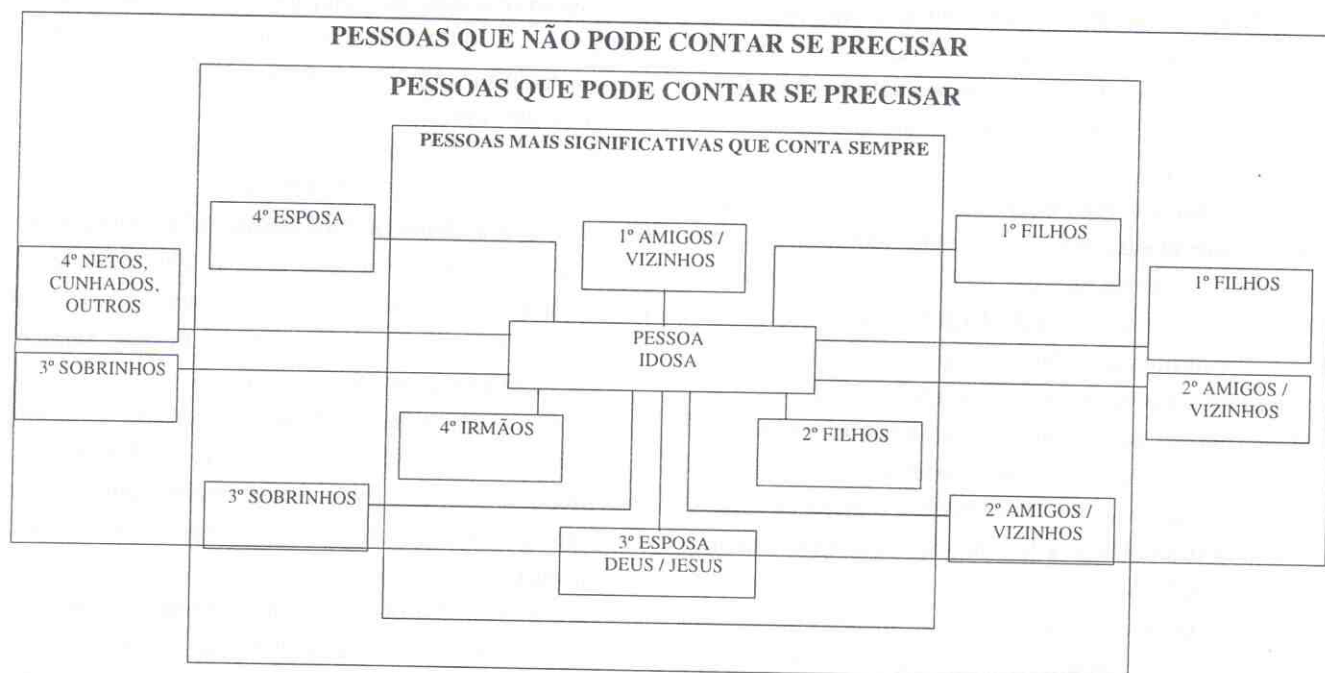 PESSOAS QUE NÃO PODE CONTAR SE PRECISAR
PESSOAS QUE PODE CONTAR SE PRECISAR
PESSOAS MAIS SIGNIFICATIVAS QUE CONTA SEMPRE
4º ESPOSA
1º AMIGOS /
VIZINHOS
1º FILHOS
4º NETOS,
CUNHADOS,
OUTROS
1º FILHOS
PESSOA
IDOSA
3º SOBRINHOS
2º AMIGOS /
VIZINHOS
4º IRMÃOS
2º FILHOS
3º SOBRINHOS
2º AMIGOS /
VIZINHOS
3º ESPOSA
DEUS / JESUS